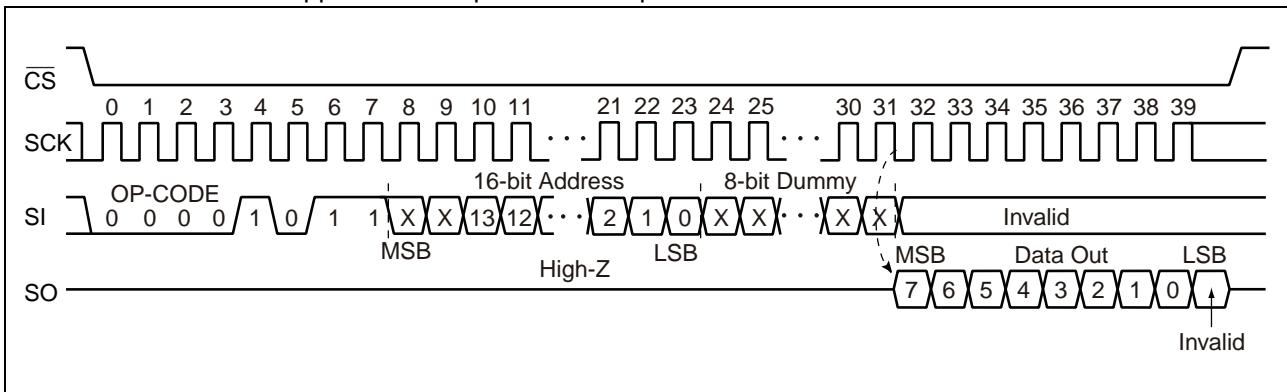 CS
0 1 2 3 4 5 6 7 8 9 10 11 21 22 23 24 25 30 31 32 33 34 35 36 37 38 39
SCK
OP-CODE 16-bit Address 8-bit Dummy
SI 0 0 0 0 1 0 1 1 X X 13 12 2 1 0 X X X X Invalid
MSB LSB MSB Data Out LSB
High-Z
SO 7 6 5 4 3 2 1 0
Invalid